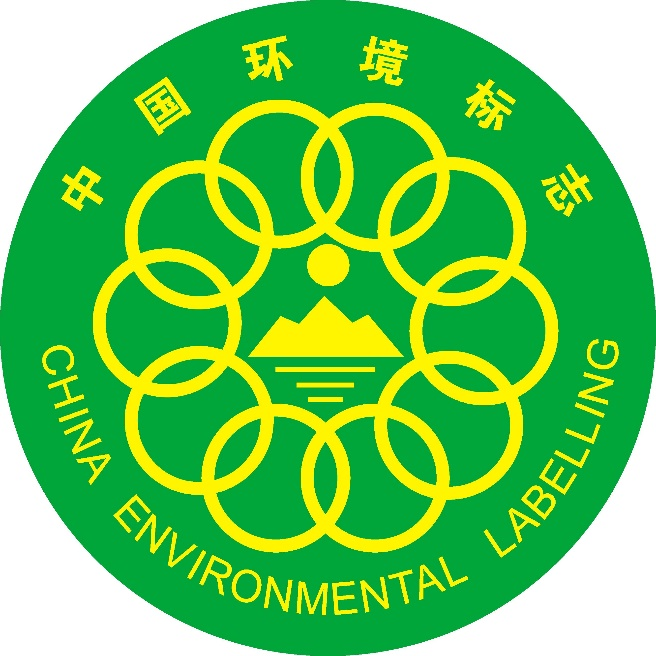 中国环境标志
CHINA ENVIRONMENTAL LABELLING